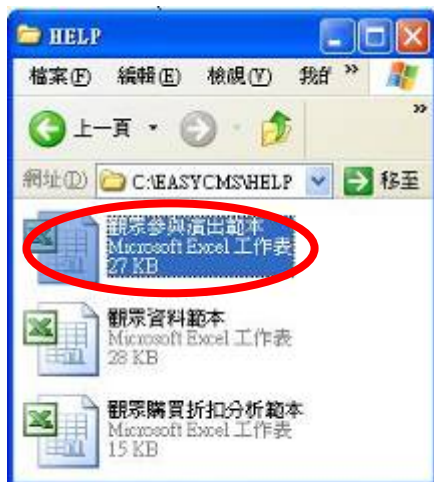 HELP
檔案(F) 編輯(E) 檢視(V) 我的 »
上一頁 »
網址(D) C:\EASYCMS\HELP 移至
觀眾參與演出範本
Microsoft Excel 工作表
27 KB
觀眾資料範本
Microsoft Excel 工作表
28 KB
觀眾購買折扣分析範本
Microsoft Excel 工作表
15 KB